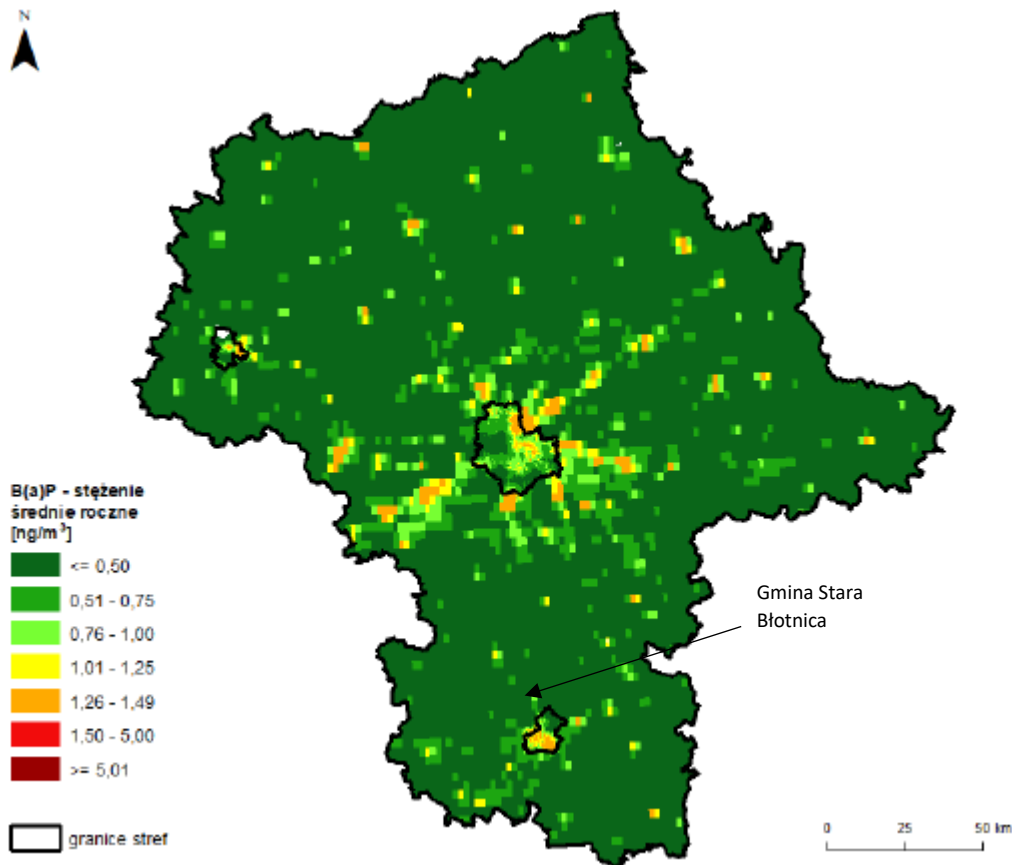 N
Gmina Stara
Błotnica
B(a)P - stężenie
średnie roczne
[ng/m³]
<= 0,50
0,51 - 0,75
0,76 - 1,00
1,01 - 1,25
1,26 - 1,49
1,50 - 5,00
>= 5,01
granice stref
0 25 50 km